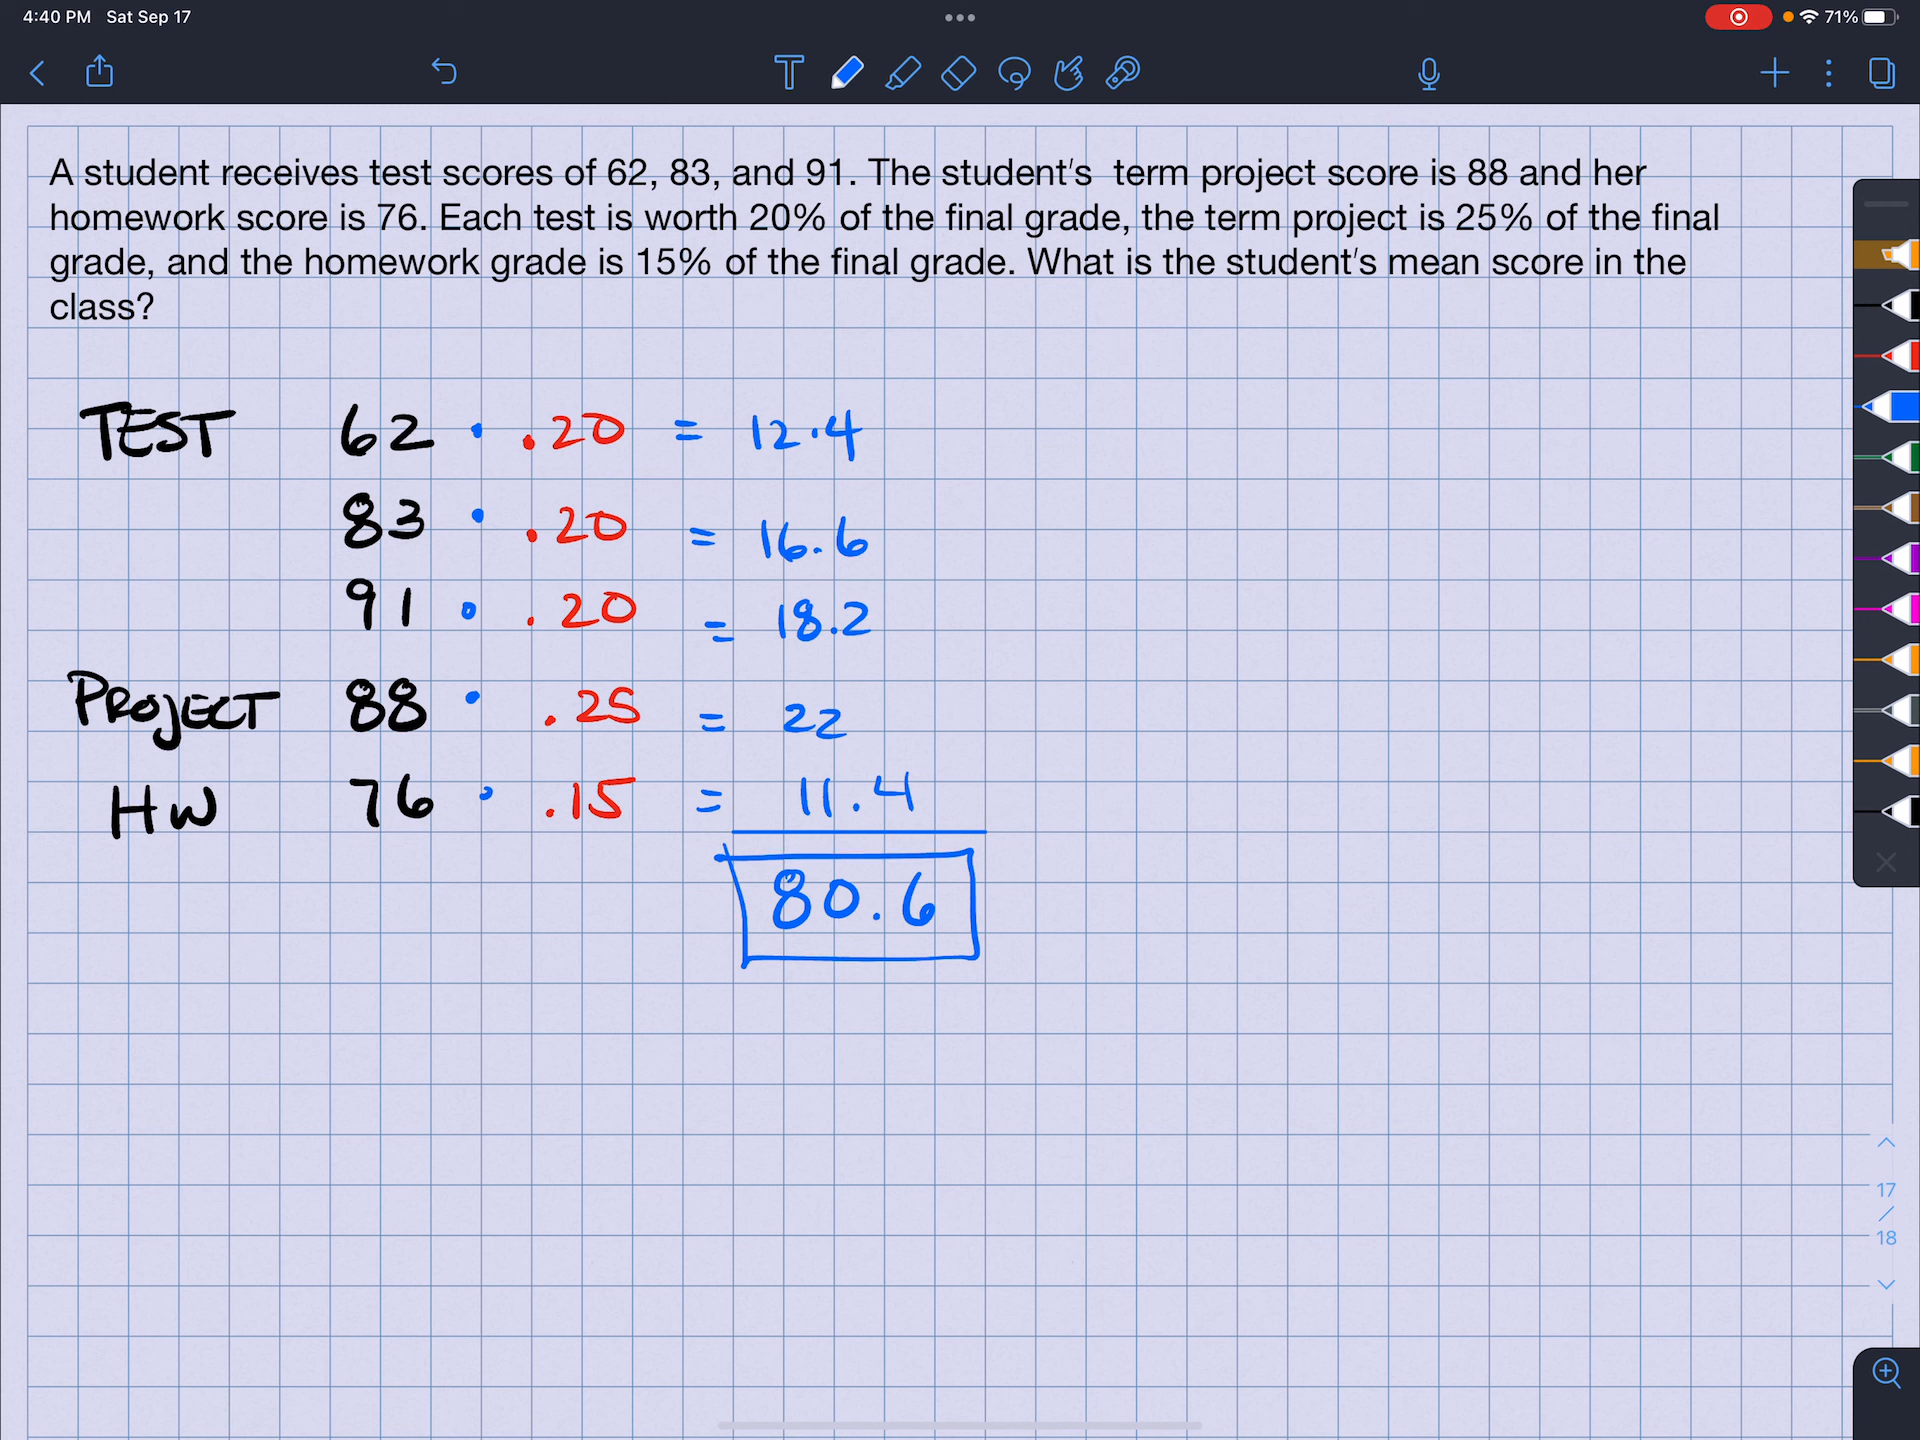 4:40 PM Sat Sep 17
71%
A student receives test scores of 62, 83, and 91. The student's term project score is 88 and her
homework score is 76. Each test is worth 20% of the final grade, the term project is 25% of the final
grade, and the homework grade is 15% of the final grade. What is the student's mean score in the
class?
TEST 62 · .20 = 12.4
83 · .20 = 16.6
91 · .20 = 18.2
PROJECT 88 · .25 = 22
HW 76 · .15 = 11.4
80.6
17
/
18